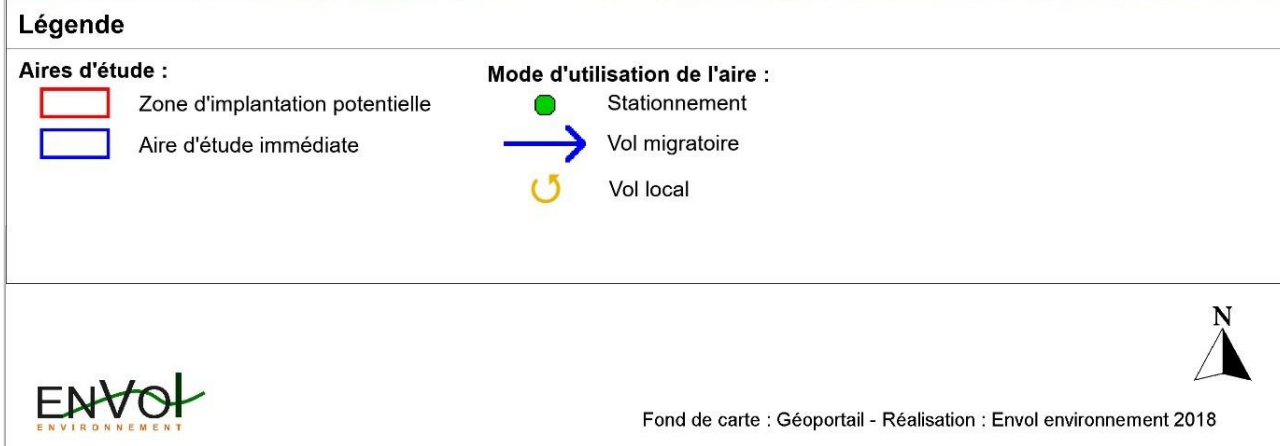 Légende
Aires d'étude :
Zone d'implantation potentielle
Aire d'étude immédiate
Mode d'utilisation de l'aire :
Stationnement
Vol migratoire
Vol local
N
ENVOl
ENVIRONNEMENT
Fond de carte : Géoportail - Réalisation : Envol environnement 2018